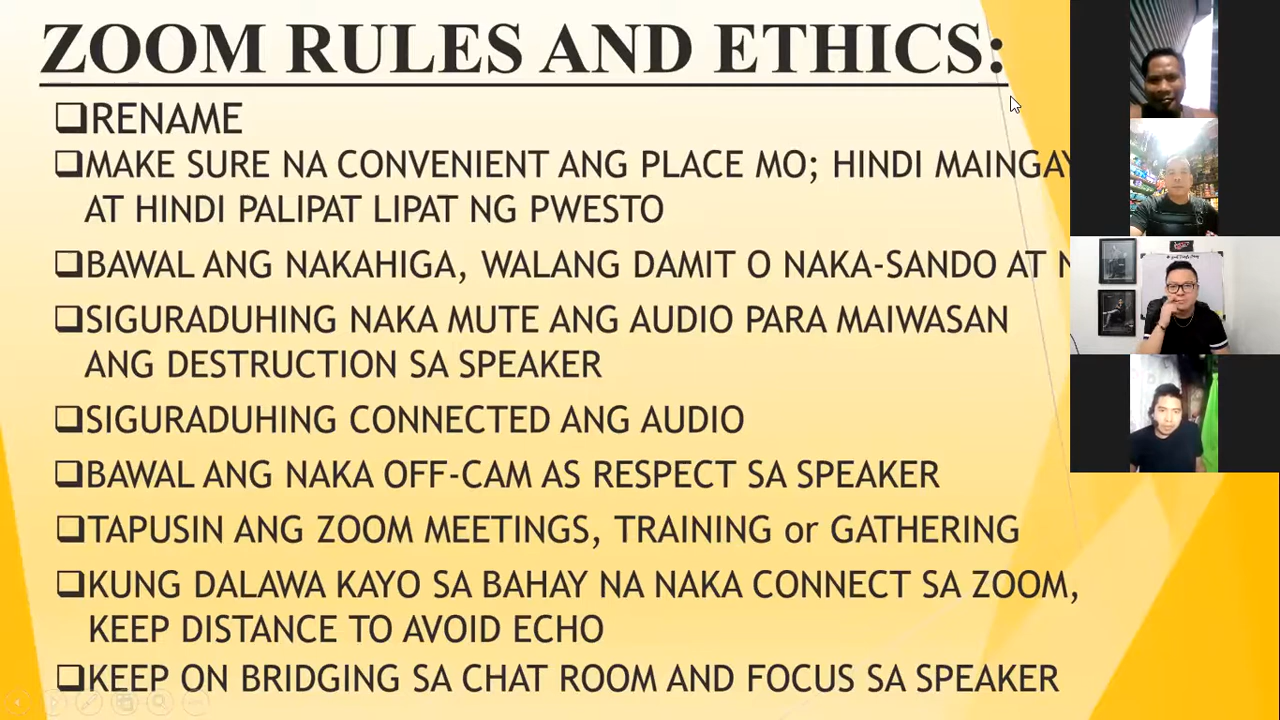 ZOOM RULES AND ETHICS:
❑RENAME
❑MAKE SURE NA CONVENIENT ANG PLACE MO; HINDI MAINGAY
AT HINDI PALIPAT LIPAT NG PWESTO
❑BAWAL ANG NAKAHIGA, WALANG DAMIT O NAKA-SANDO AT
❑SIGURADUHING NAKA MUTE ANG AUDIO PARA MAIWASAN
ANG DESTRUCTION SA SPEAKER
❑SIGURADUHING CONNECTED ANG AUDIO
❑BAWAL ANG NAKA OFF-CAM AS RESPECT SA SPEAKER
❑TAPUSIN ANG ZOOM MEETINGS, TRAINING or GATHERING
❑KUNG DALAWA KAYO SA BAHAY NA NAKA CONNECT SA ZOOM,
KEEP DISTANCE TO AVOID ECHO
❑KEEP ON BRIDGING SA CHAT ROOM AND FOCUS SA SPEAKER